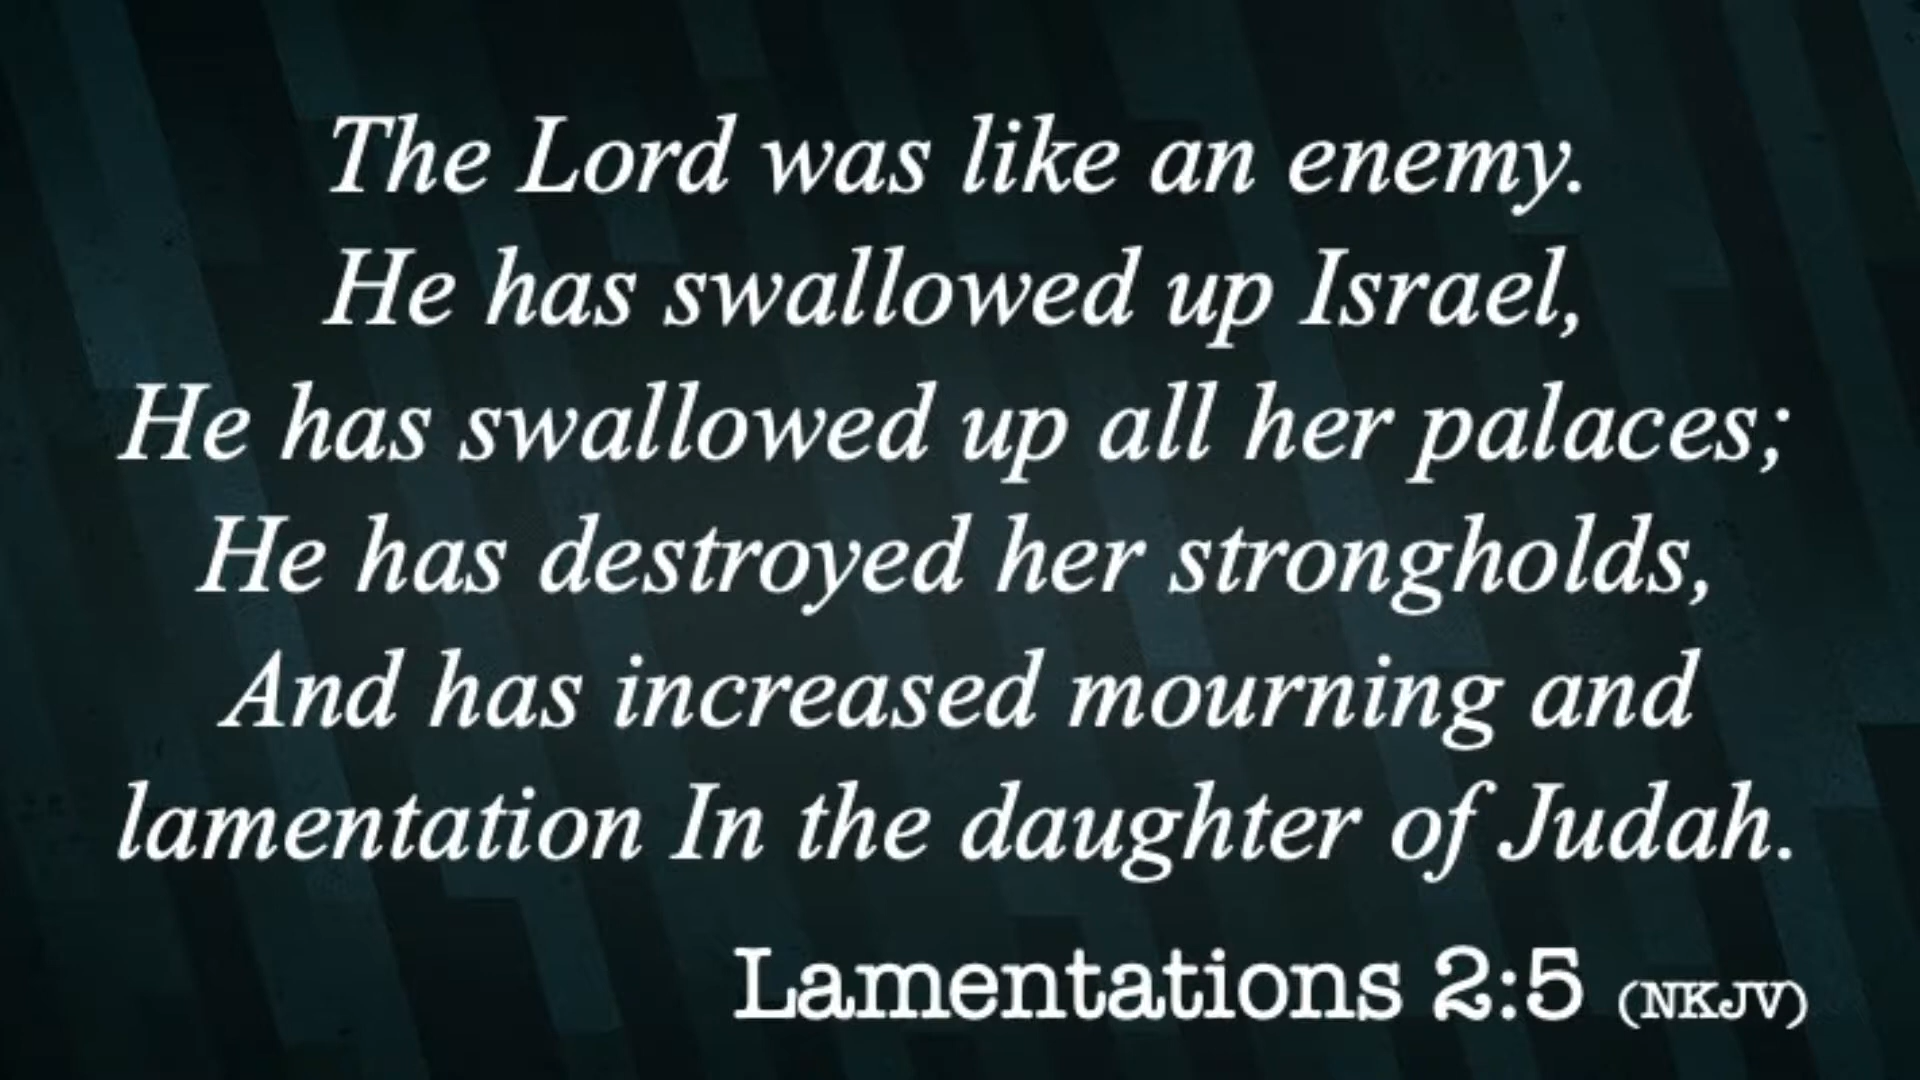 The Lord was like an enemy.
He has swallowed up Israel,
He has swallowed up all her palaces;
He has destroyed her strongholds,
And has increased mourning and
lamentation In the daughter of Judah.
Lamentations 2:5 (NKJV)